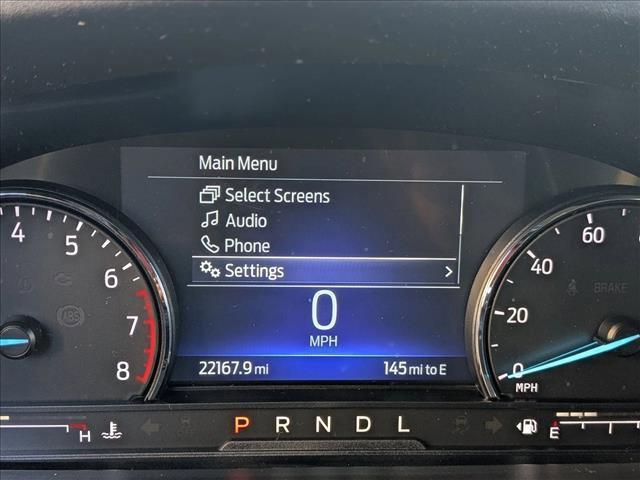 Main Menu
Select Screens
Audio
Phone
Settings
0
MPH
22167.9 mi 145 mi to E
4 5 6 7 8
ABS
0 20 40 60
MPH
BRAKE
H P R N D L E